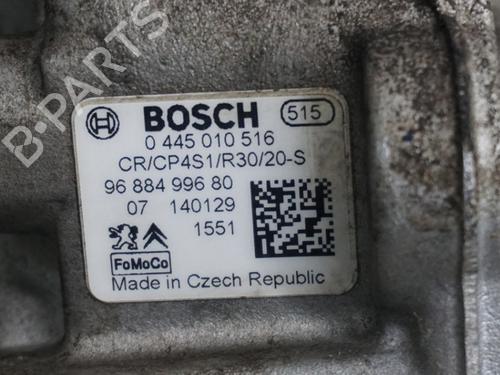 B-PARTS
BOSCH 515
0 445 010 516
CR/CP4S1/R30/20-S
96 884 996 80
07 140129
1551
FoMoCo
Made in Czech Republic